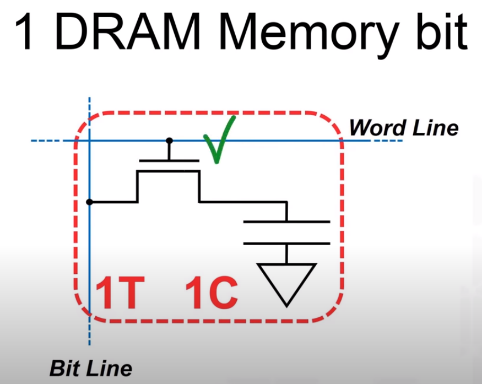 1 DRAM Memory bit
Word Line
1T 1C
Bit Line